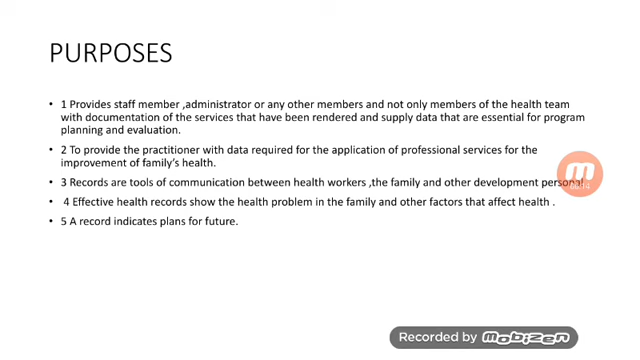 PURPOSES
• 1 Provides staff member ,administrator or any other members and not only members of the health team
with documentation of the services that have been rendered and supply data that are essential for program
planning and evaluation.
• 2 To provide the practitioner with data required for the application of professional services for the
improvement of family's health.
• 3 Records are tools of communication between health workers ,the family and other development personal
• 4 Effective health records show the health problem in the family and other factors that affect health .
• 5 A record indicates plans for future.
Recorded by mobizen